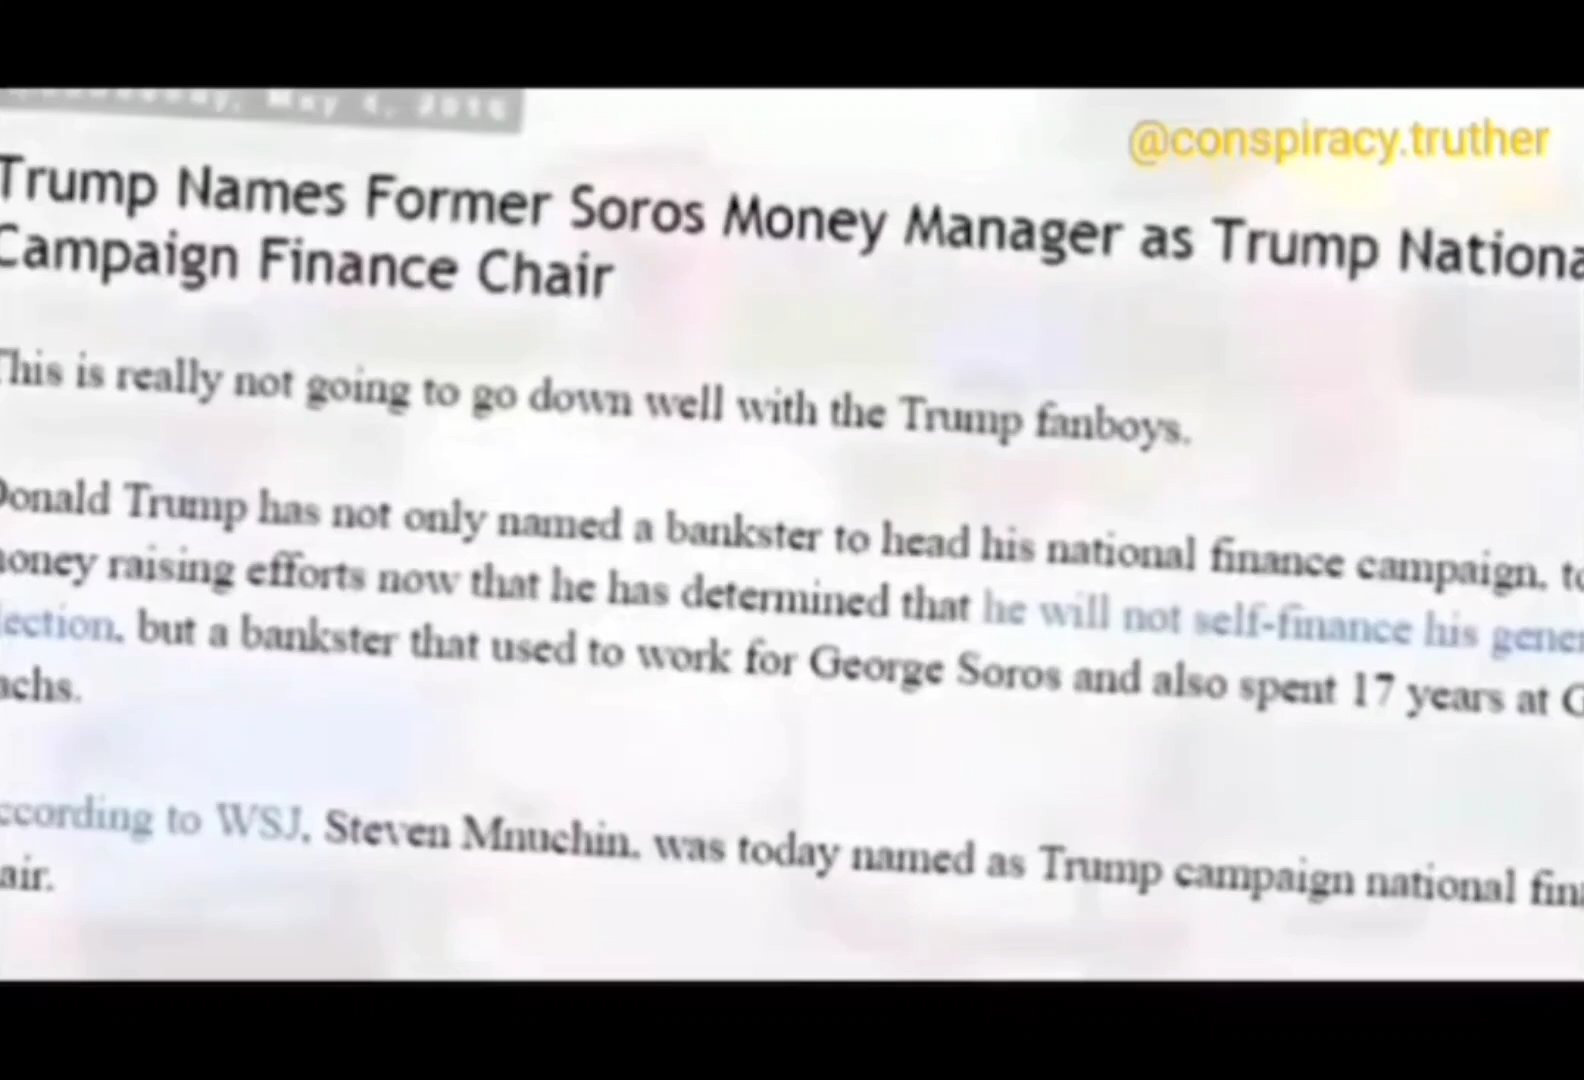 May 4, 2016
@conspiracy.truther
Trump Names Former Soros Money Manager as Trump Nationa
Campaign Finance Chair
This is really not going to go down well with the Trump fanboys.
Donald Trump has not only named a bankster to head his national finance campaign, to
oney raising efforts now that he has determined that he will not self-finance his gener
lection, but a bankster that used to work for George Soros and also spent 17 years at G
achs.
ccording to WSJ, Steven Mnuchin, was today named as Trump campaign national fin
air.